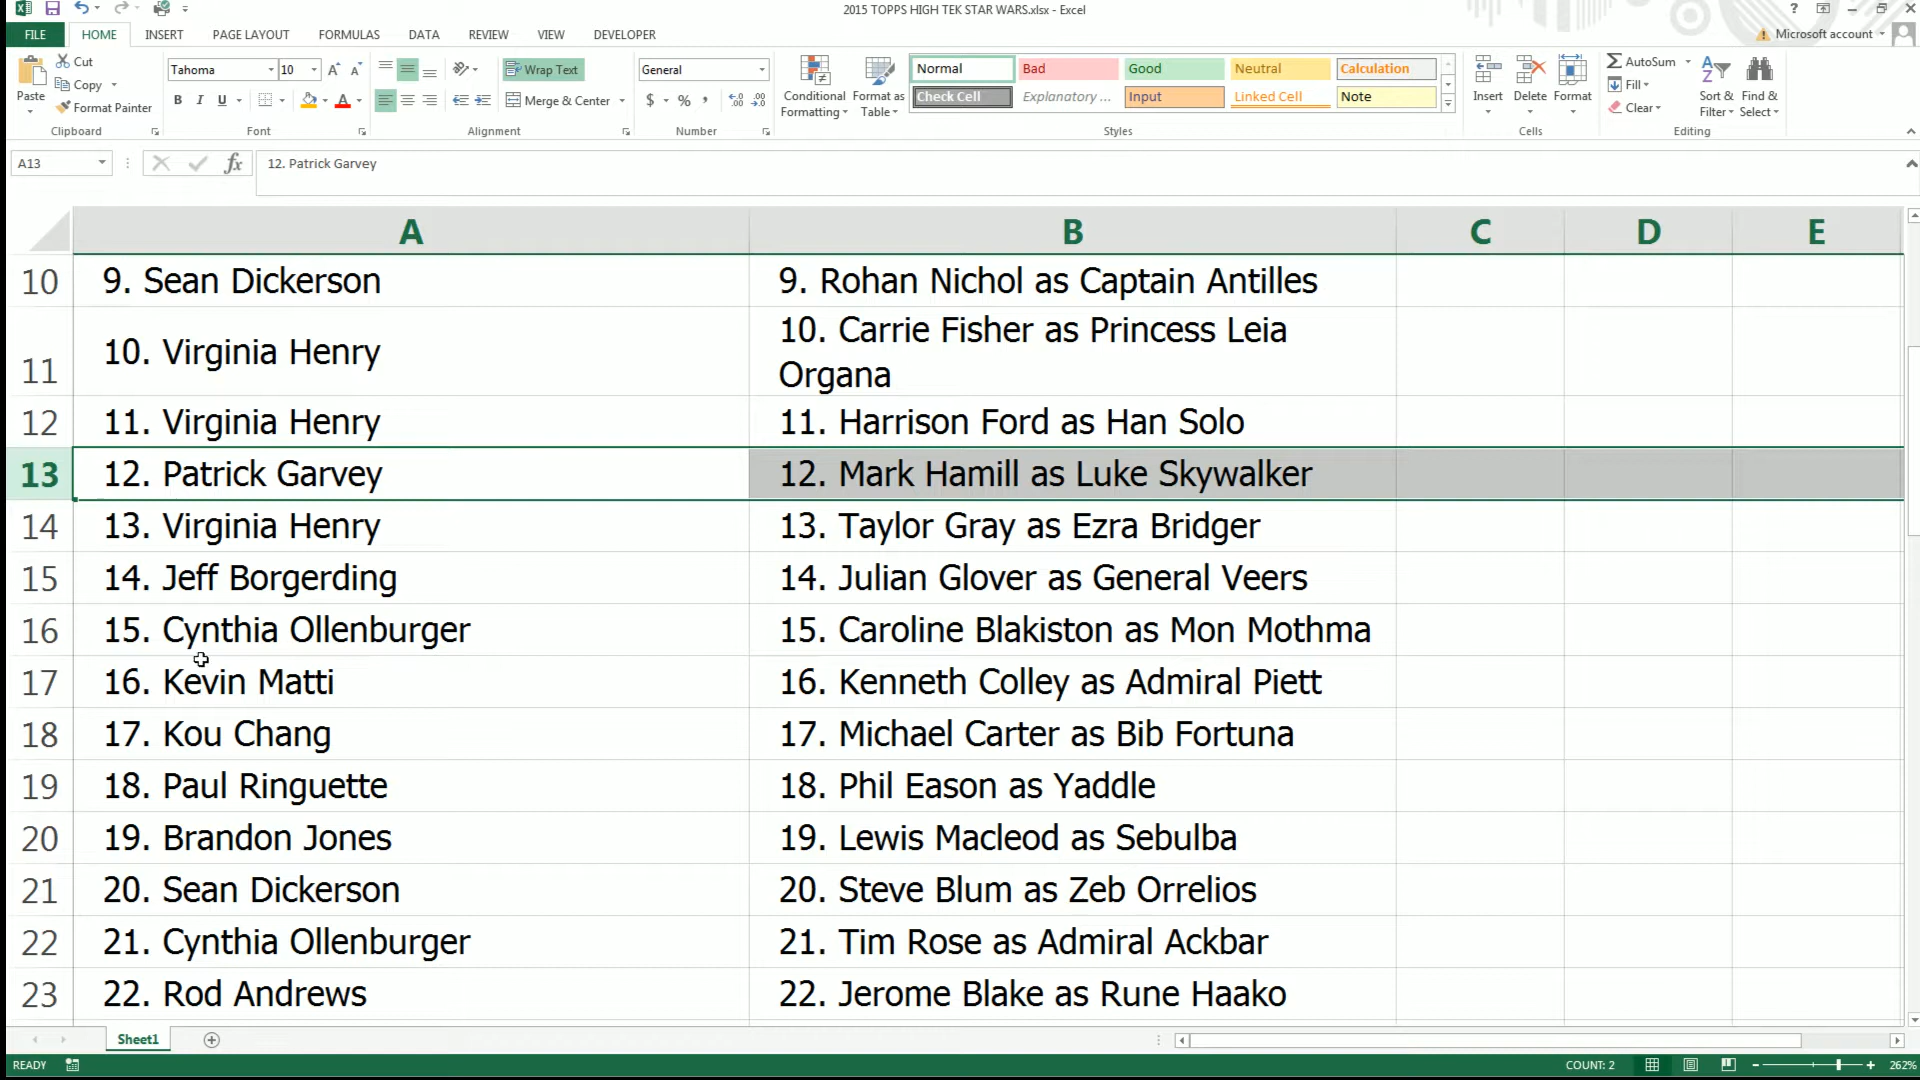 2015 TOPPS HIGH TEK STAR WARS.xlsx - Excel
?
FILE HOME INSERT PAGE LAYOUT FORMULAS DATA REVIEW VIEW DEVELOPER Microsoft account
Paste Cut Copy Format Painter
Clipboard
Tahoma 10
B I U
Font
Wrap Text
Merge & Center
Alignment
General
$ % ,
Number
Conditional Formatting
Format as Table
Normal Bad Good Neutral Calculation
Check Cell Explanatory ... Input Linked Cell Note
Styles
Insert Delete Format
Cells
AutoSum
Fill
Clear
Sort & Filter
Find & Select
Editing
A13 fx 12. Patrick Garvey
A B C D E
10 9. Sean Dickerson 9. Rohan Nichol as Captain Antilles
11 10. Virginia Henry 10. Carrie Fisher as Princess Leia
Organa
12 11. Virginia Henry 11. Harrison Ford as Han Solo
13 12. Patrick Garvey 12. Mark Hamill as Luke Skywalker
14 13. Virginia Henry 13. Taylor Gray as Ezra Bridger
15 14. Jeff Borgerding 14. Julian Glover as General Veers
16 15. Cynthia Ollenburger 15. Caroline Blakiston as Mon Mothma
17 16. Kevin Matti 16. Kenneth Colley as Admiral Piett
18 17. Kou Chang 17. Michael Carter as Bib Fortuna
19 18. Paul Ringuette 18. Phil Eason as Yaddle
20 19. Brandon Jones 19. Lewis Macleod as Sebulba
21 20. Sean Dickerson 20. Steve Blum as Zeb Orrelios
22 21. Cynthia Ollenburger 21. Tim Rose as Admiral Ackbar
23 22. Rod Andrews 22. Jerome Blake as Rune Haako
Sheet1
READY COUNT: 2 262%